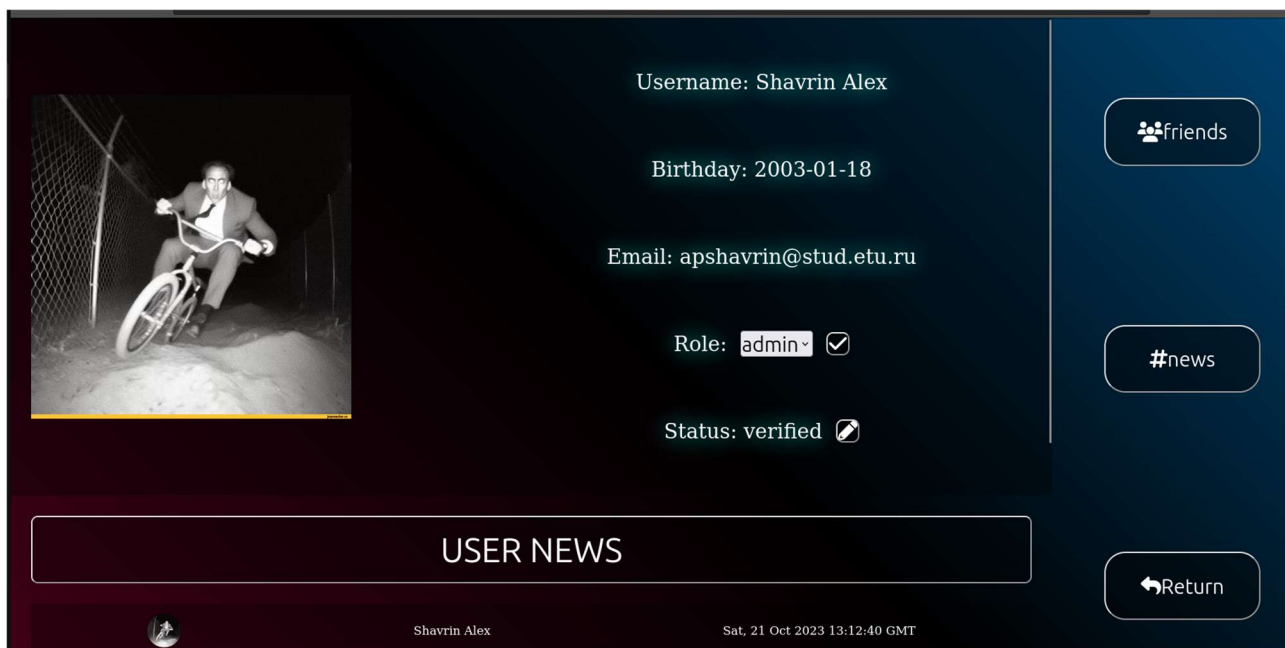 Username: Shavrin Alex
friends
Birthday: 2003-01-18
Email: apshavrin@stud.etu.ru
Role: admin
#news
Status: verified
USER NEWS
Return
Shavrin Alex Sat, 21 Oct 2023 13:12:40 GMT